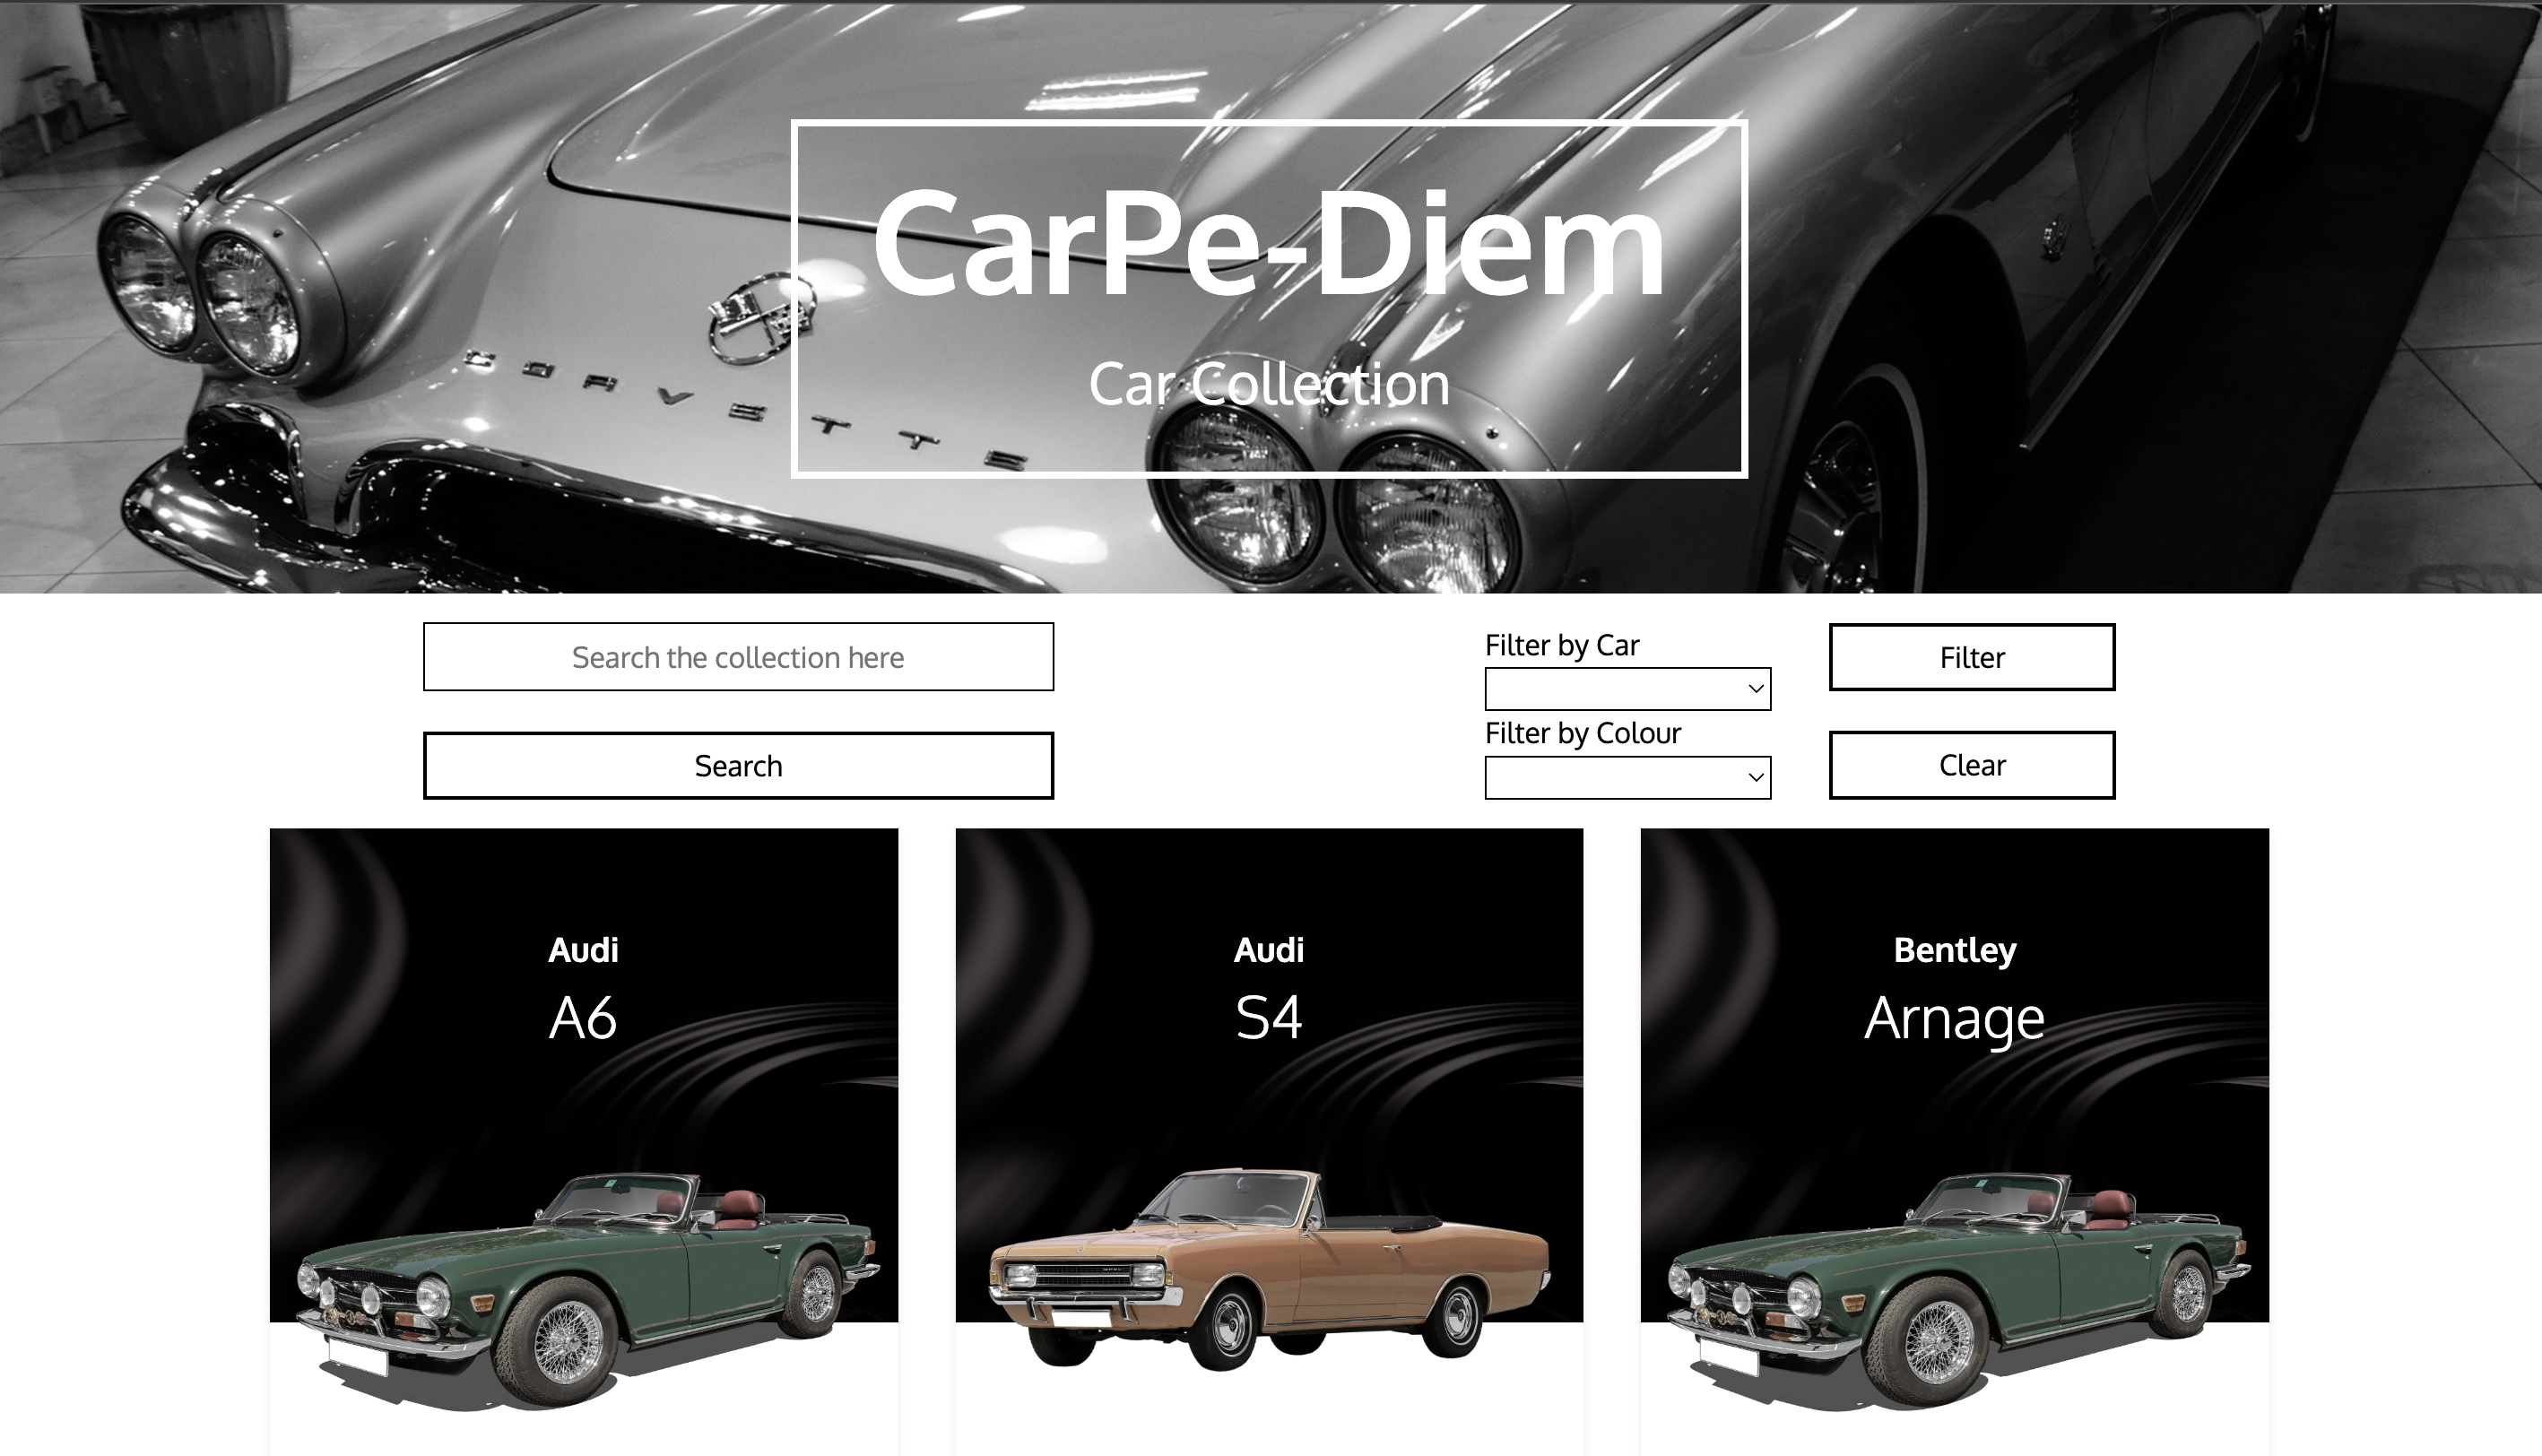 CORVETTE
CarPe-Diem
Car Collection
Search the collection here
Search
Filter by Car
Filter by Colour
Filter
Clear
Audi
A6
Audi
S4
Bentley
Arnage